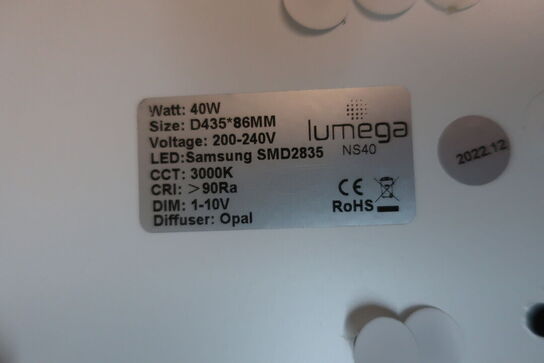 Watt: 40W
Size: D435*86MM
Voltage: 200-240V
LED:Samsung SMD2835
CCT: 3000K
CRI: >90Ra
DIM: 1-10V
Diffuser: Opal
lumega
NS40
CE
RoHS
2022.12